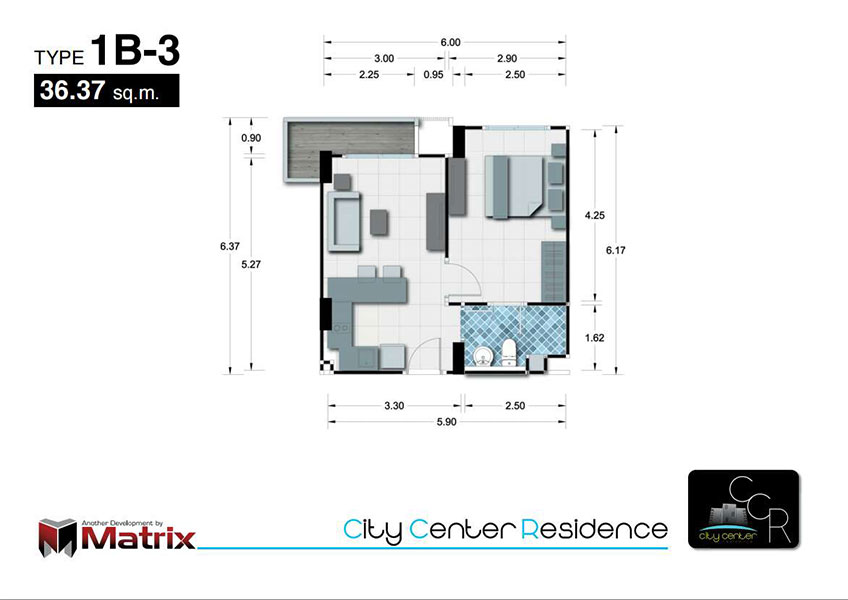 TYPE 1B-3
36.37 sq.m.
6.00
3.00 2.90
2.25 0.95 2.50
0.90
4.25
6.37
5.27
6.17
1.62
3.30 2.50
5.90
Another Development by
Matrix
City Center Residence
CCR
city center